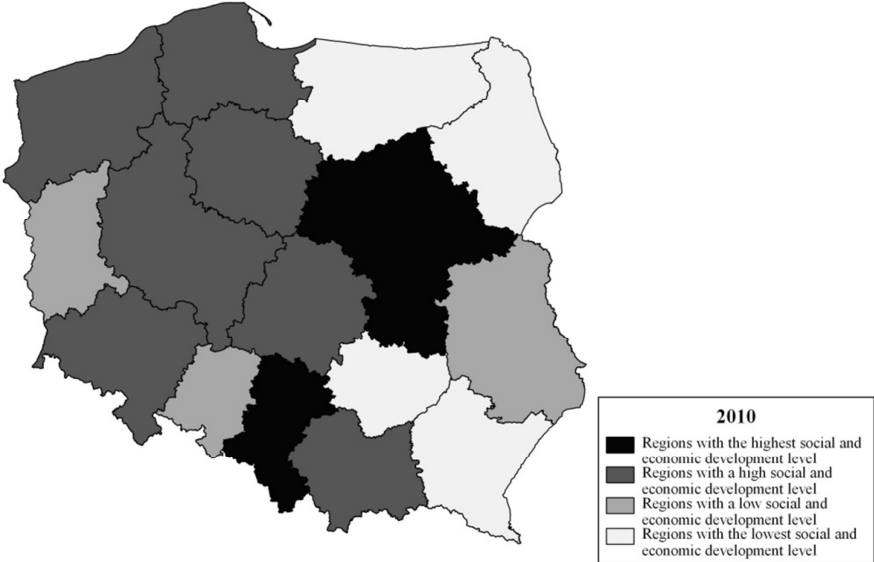 2010
Regions with the highest social and
economic development level
Regions with a high social and
economic development level
Regions with a low social and
economic development level
Regions with the lowest social and
economic development level